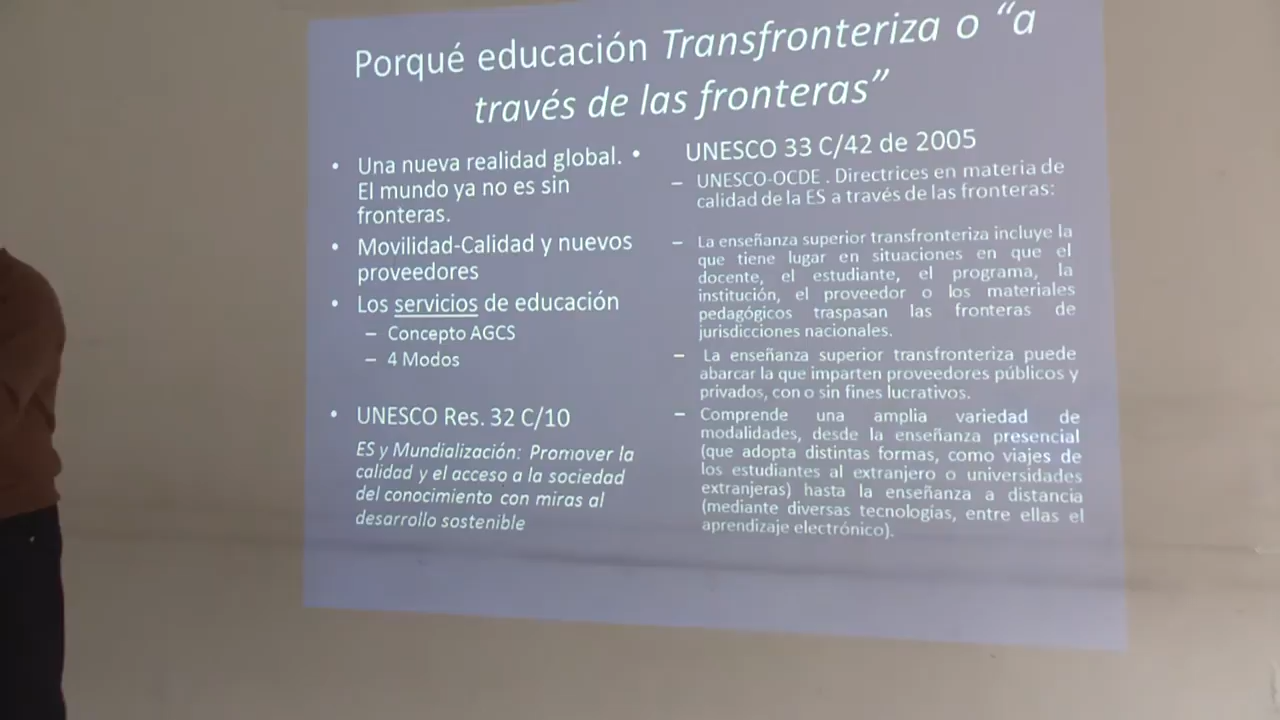 Porqué educación Transfronteriza o “a
través de las fronteras”
• Una nueva realidad global.
El mundo ya no es sin
fronteras.
• Movilidad-Calidad y nuevos
proveedores
• Los servicios de educación
– Concepto AGCS
– 4 Modos
• UNESCO Res. 32 C/10
ES y Mundialización: Promover la
calidad y el acceso a la sociedad
del conocimiento con miras al
desarrollo sostenible
• UNESCO 33 C/42 de 2005
– UNESCO-OCDE . Directrices en materia de
calidad de la ES a través de las fronteras:
– La enseñanza superior transfronteriza incluye la
que tiene lugar en situaciones en que el
docente, el estudiante, el programa, la
institución, el proveedor o los materiales
pedagógicos traspasan las fronteras de
jurisdicciones nacionales.
– La enseñanza superior transfronteriza puede
abarcar la que imparten proveedores públicos y
privados, con o sin fines lucrativos.
– Comprende una amplia variedad de
modalidades, desde la enseñanza presencial
(que adopta distintas formas, como viajes de
los estudiantes al extranjero o universidades
extranjeras) hasta la enseñanza a distancia
(mediante diversas tecnologías, entre ellas el
aprendizaje electrónico).